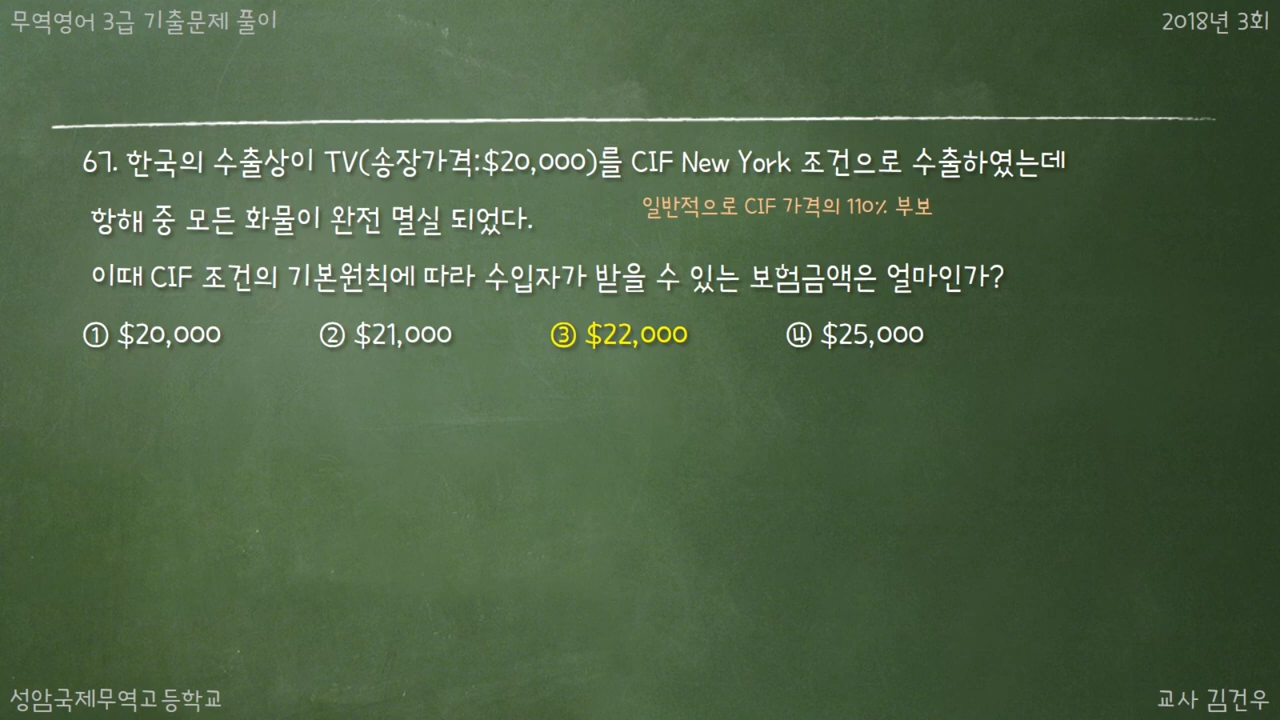 무역영어 3급 기출문제 풀이
2018년 3회
67. 한국의 수출상이 TV(송장가격:$20,000)를 CIF New York 조건으로 수출하였는데
항해 중 모든 화물이 완전 멸실 되었다.
일반적으로 CIF 가격의 110% 부보
이때 CIF 조건의 기본원칙에 따라 수입자가 받을 수 있는 보험금액은 얼마인가?
① $20,000 ② $21,000 ③ $22,000 ④ $25,000
성암국제무역고등학교
교사 김건우